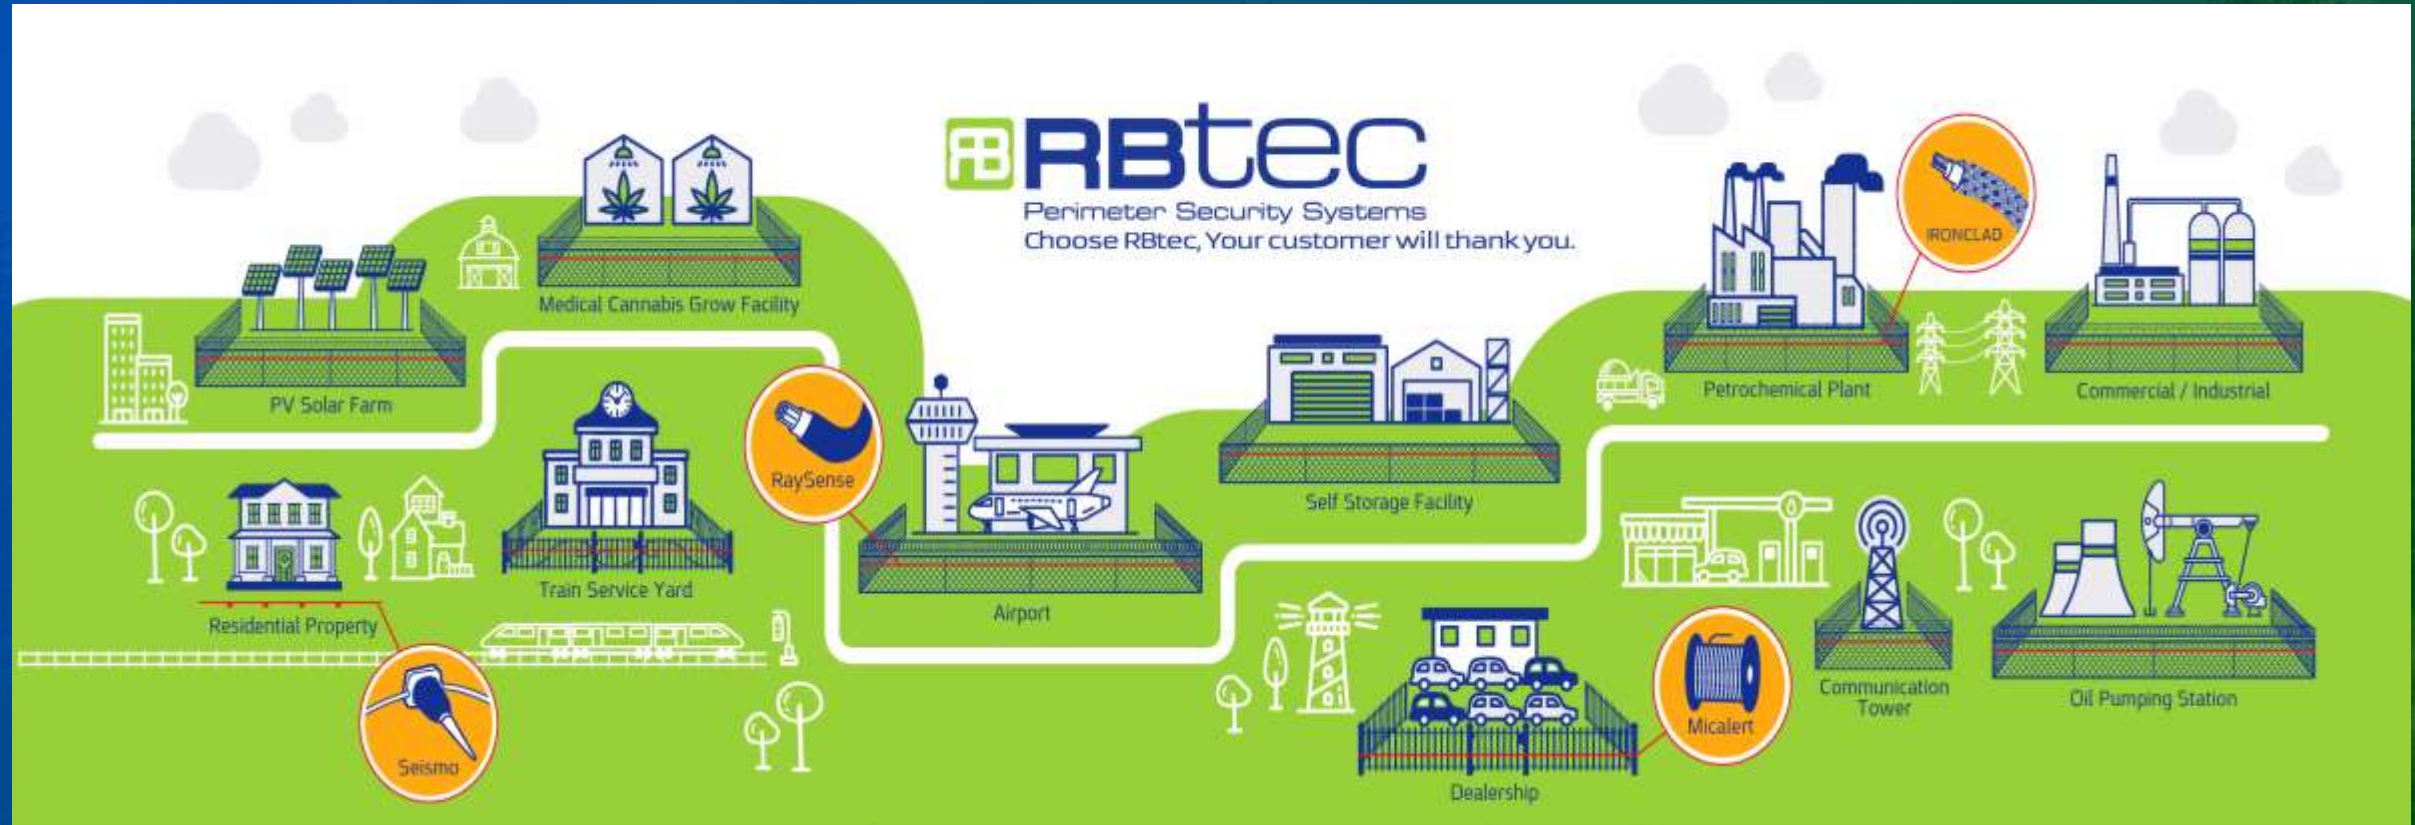 RB RBtec
Perimeter Security Systems
Choose RBtec, Your customer will thank you.
Medical Cannabis Grow Facility
PV Solar Farm
IRONCLAD
Petrochemical Plant
Commercial / Industrial
RaySense
Self Storage Facility
Train Service Yard
Airport
Residential Property
Seismo
Communication
Tower
Oil Pumping Station
Micalert
Dealership